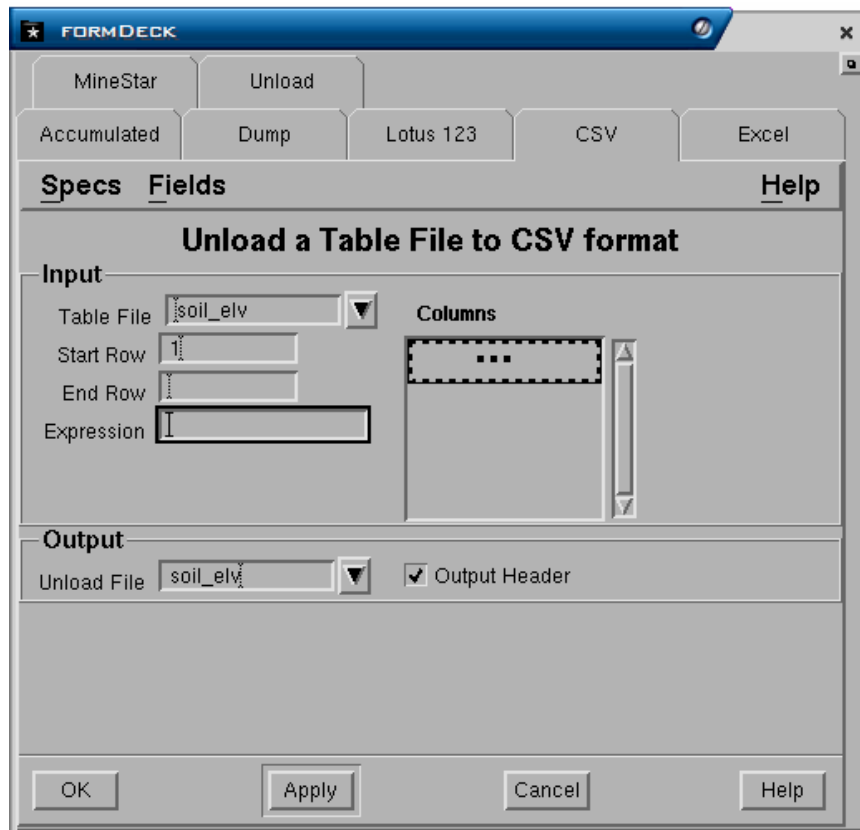 FORMDECK
MineStar Unload
Accumulated Dump Lotus 123 CSV Excel
Specs Fields Help
Unload a Table File to CSV format
Input
Table File soil_elv Columns
Start Row 1
...
End Row
Expression
Output
Unload File soil_elv Output Header
OK Apply Cancel Help